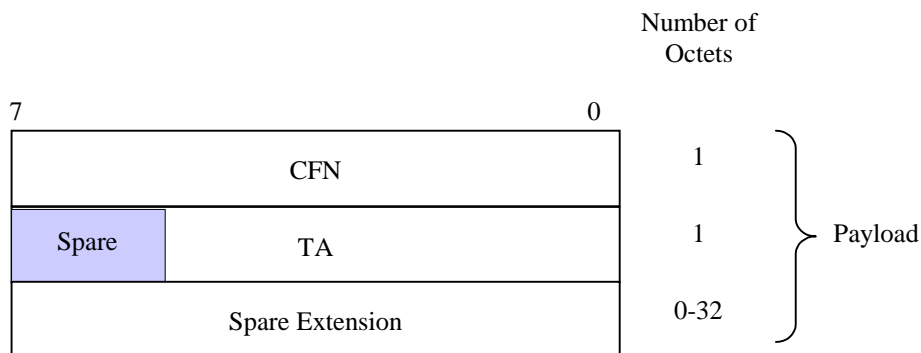 Number of
Octets
7 0
CFN 1
Spare TA 1 Payload
Spare Extension 0-32